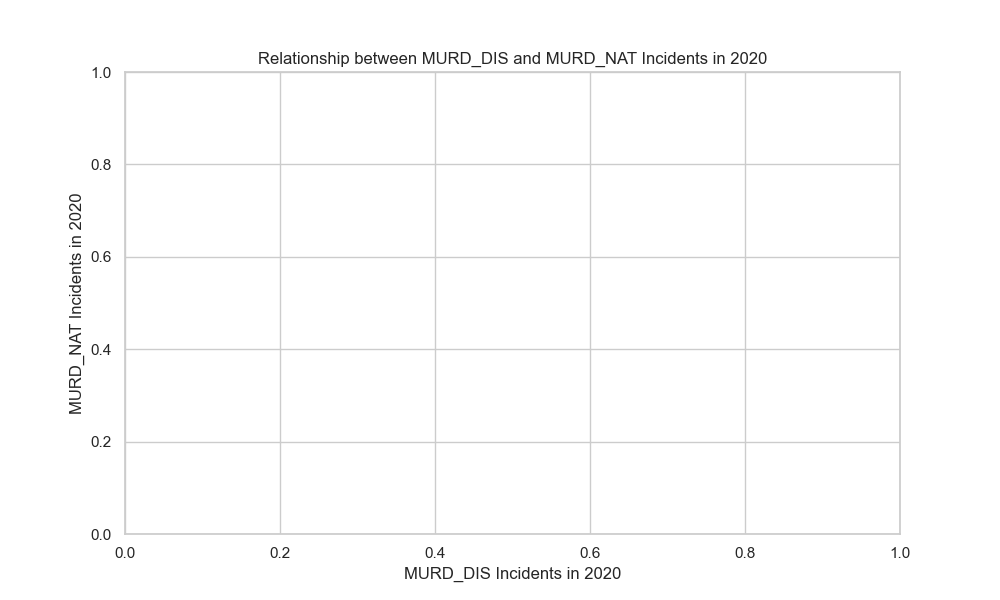 Relationship between MURD_DIS and MURD_NAT Incidents in 2020
MURD_NAT Incidents in 2020
1.0
0.8
0.6
0.4
0.2
0.0
0.0 0.2 0.4 0.6 0.8 1.0
MURD_DIS Incidents in 2020